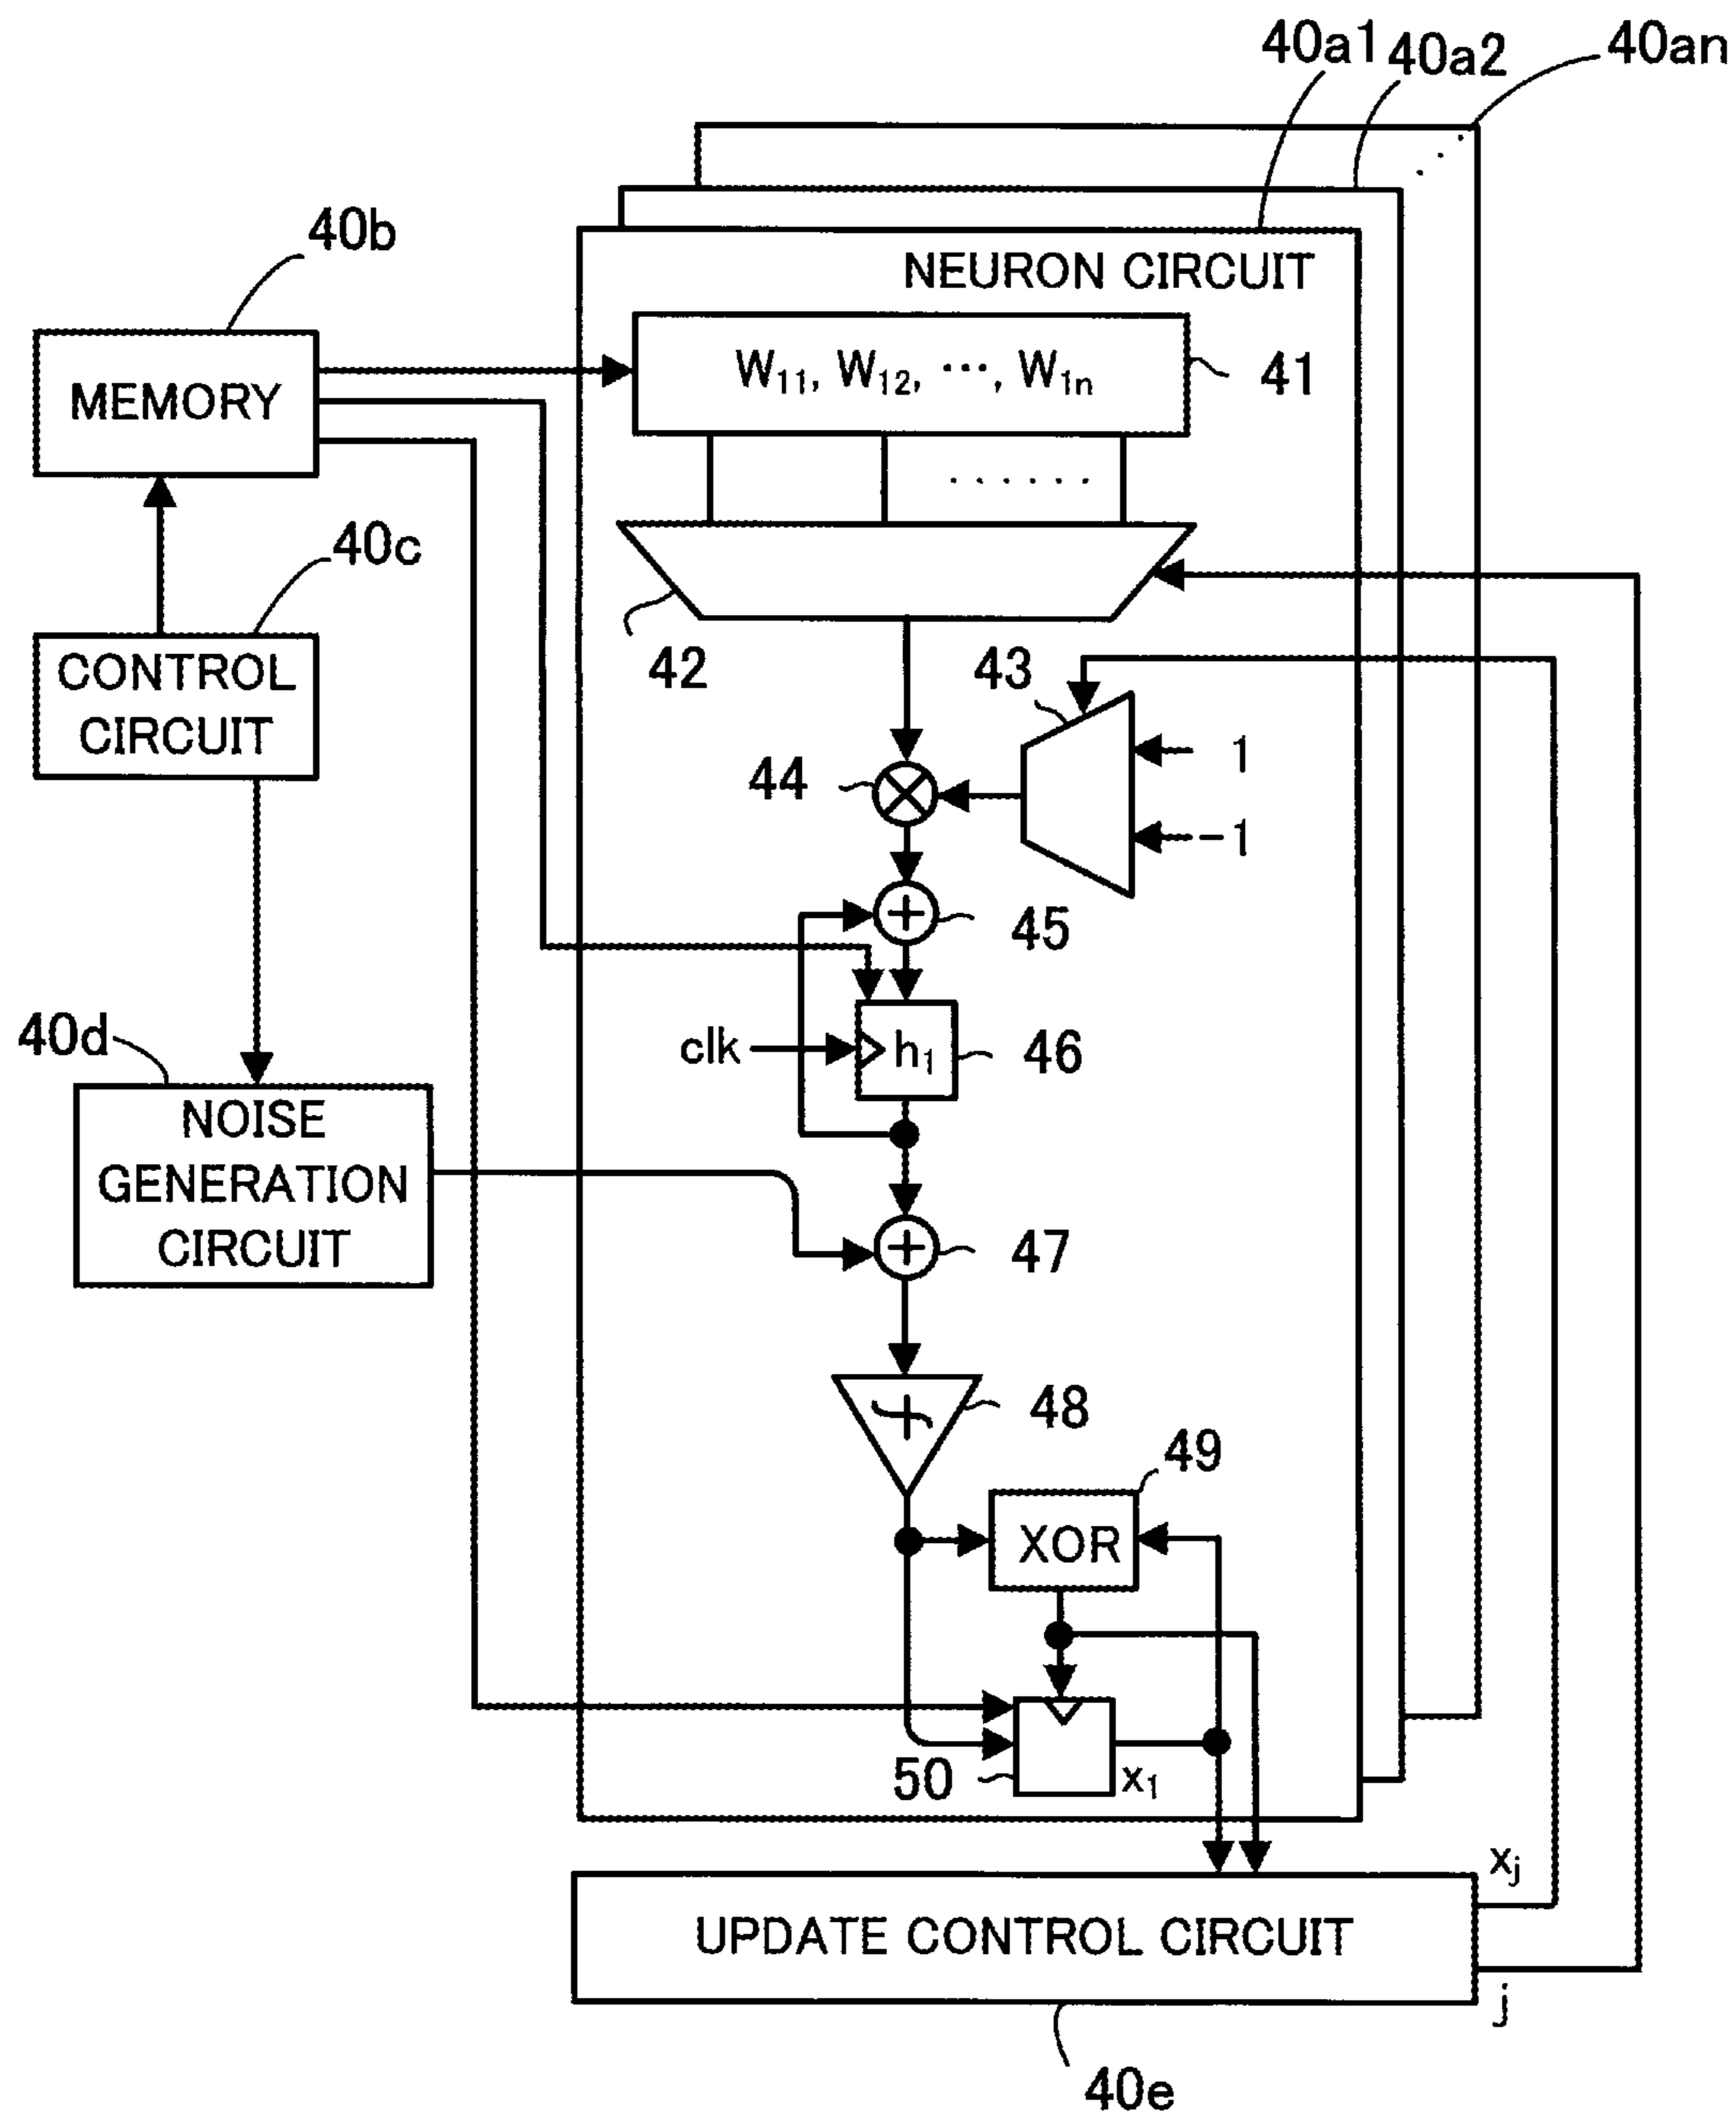 40a1 40a2 40an
40b
NEURON CIRCUIT
MEMORY
W11, W12, ···, W1n
41
40c
CONTROL
CIRCUIT
42
43
1
44
-1
45
clk
h1
46
40d
NOISE
GENERATION
CIRCUIT
47
48
49
XOR
50
x1
xj
UPDATE CONTROL CIRCUIT
j
40e